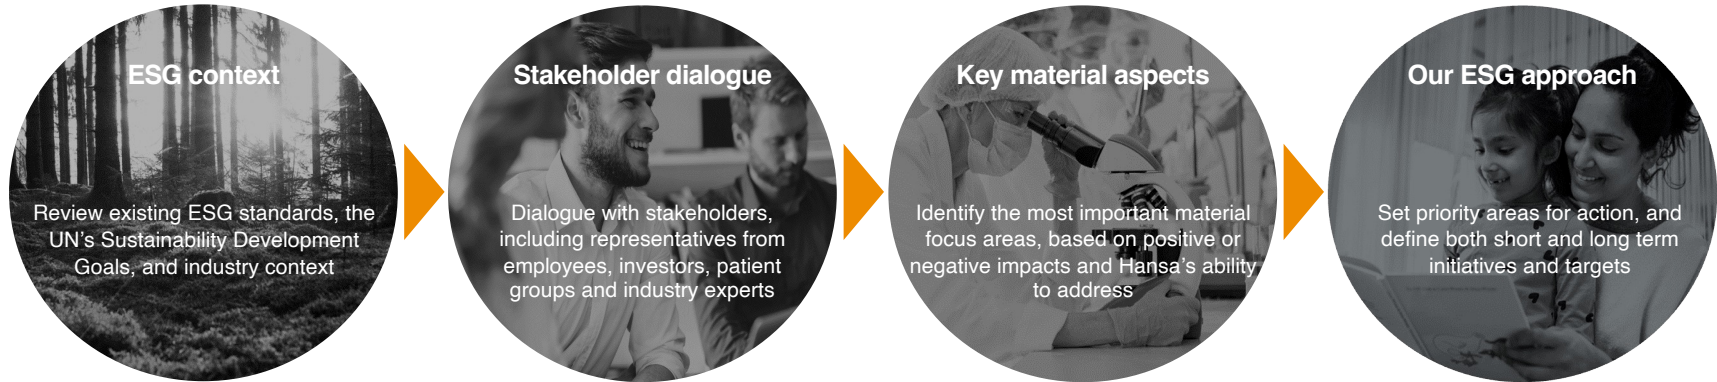 ESG context
Review existing ESG standards, the
UN's Sustainability Development
Goals, and industry context
Stakeholder dialogue
Dialogue with stakeholders,
including representatives from
employees, investors, patient
groups and industry experts
Key material aspects
Identify the most important material
focus areas, based on positive or
negative impacts and Hansa's ability
to address
Our ESG approach
Set priority areas for action, and
define both short and long term
initiatives and targets